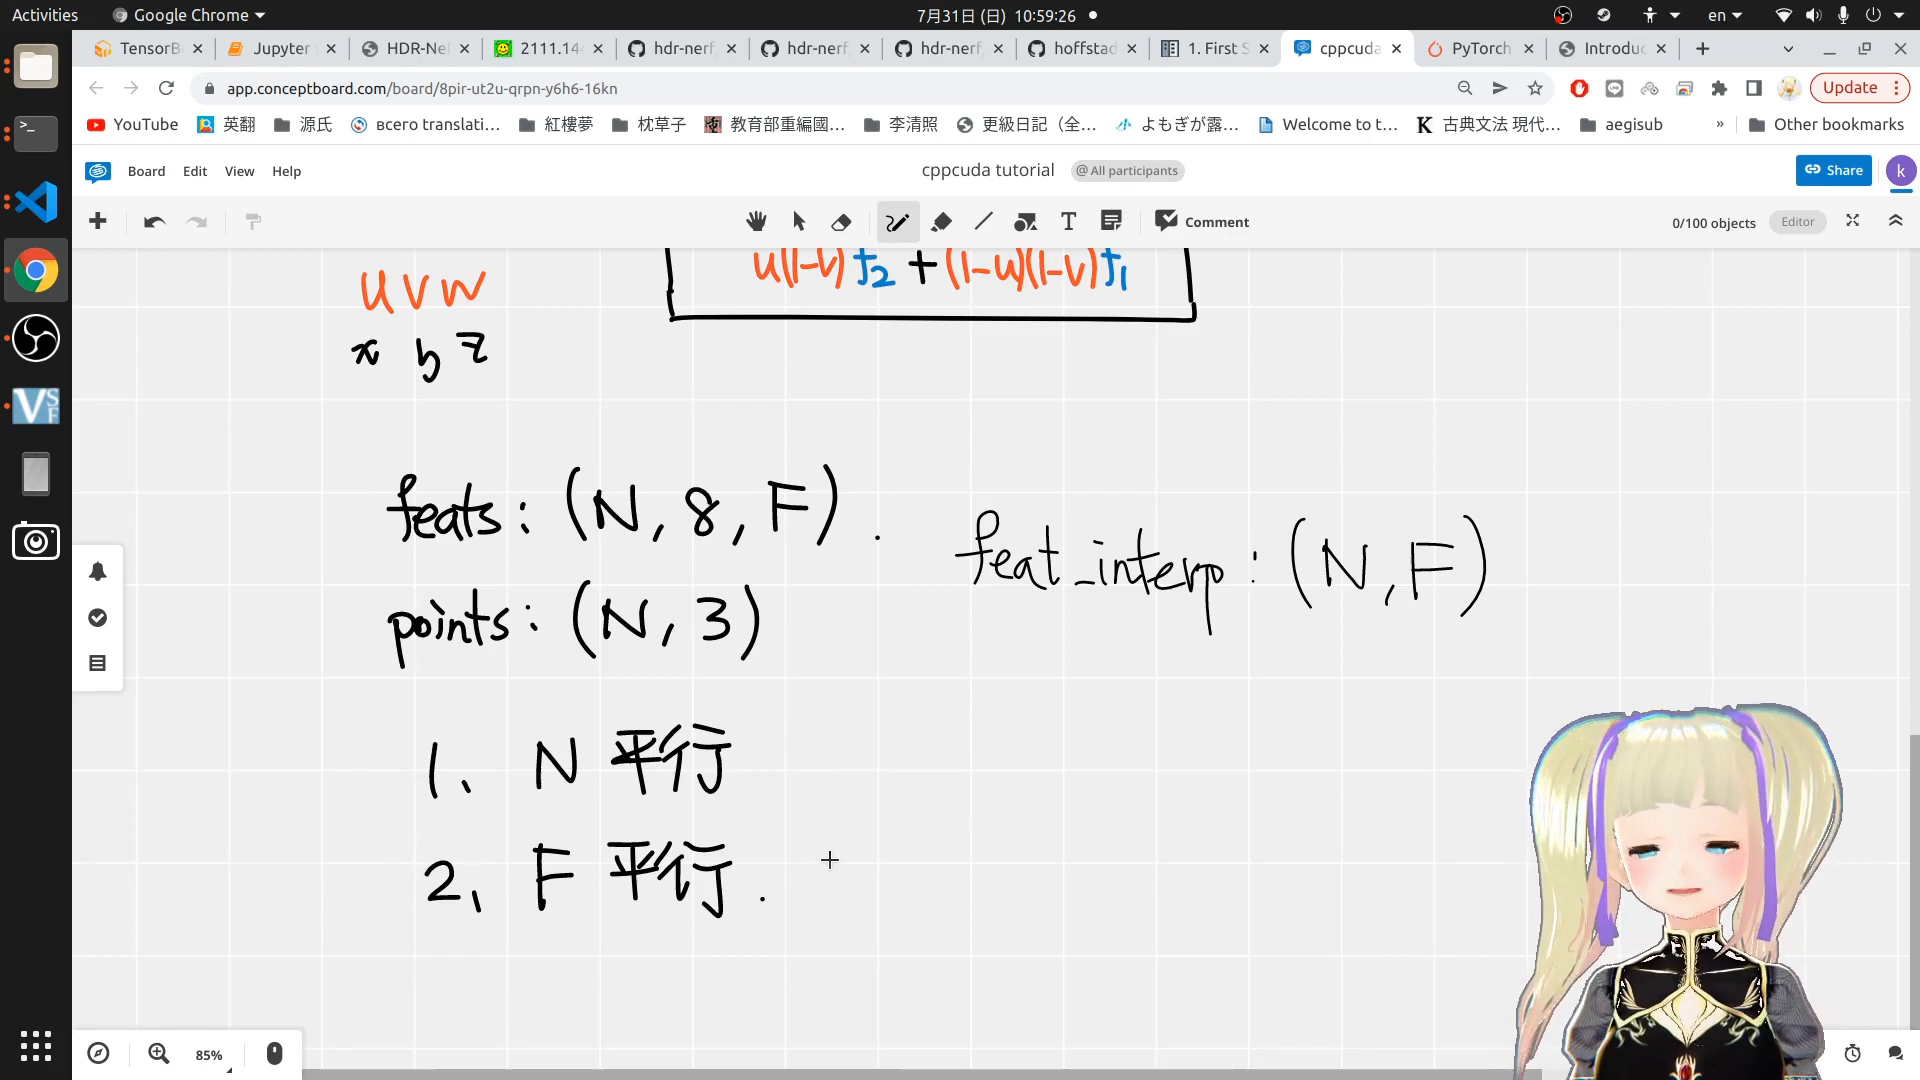 Activities Google Chrome 7月31日 (日) 10:59:26 en
TensorB Jupyter HDR-Nel 2111.14 hdr-nerf hdr-nerf hdr-nerf hoffstad 1. First S cppcuda PyTorch Introduc
app.conceptboard.com/board/8pir-ut2u-qrpn-y6h6-16kn Update
YouTube 英翻 源氏 всего translati... 紅樓夢 枕草子 教育部重編國... 李清照 更級日記（全... よもぎが露... Welcome to t... 古典文法 現代... aegisub » Other bookmarks
Board Edit View Help cppcuda tutorial @ All participants Share k
T Comment 0/100 objects Editor
u(1-v)f2 + (1-u)(1-v)f1
u v w
x y z
feats: (N, 8, F).
feat_interp: (N, F)
points: (N, 3)
1、 N 平行
2、 F 平行.
85%